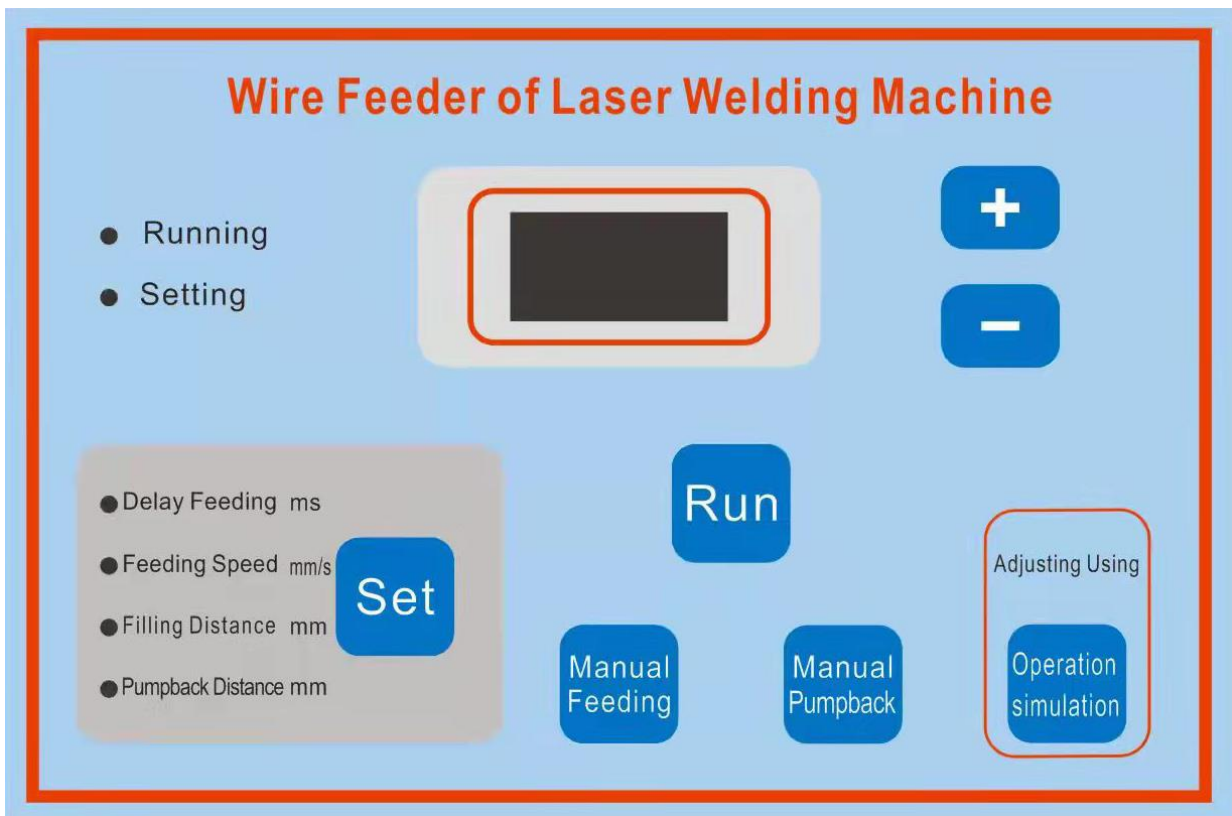 Wire Feeder of Laser Welding Machine
Running
Setting
+
−
Delay Feeding ms
Feeding Speed mm/s
Filling Distance mm
Pumpback Distance mm
Set
Run
Manual
Feeding
Manual
Pumpback
Adjusting Using
Operation
simulation